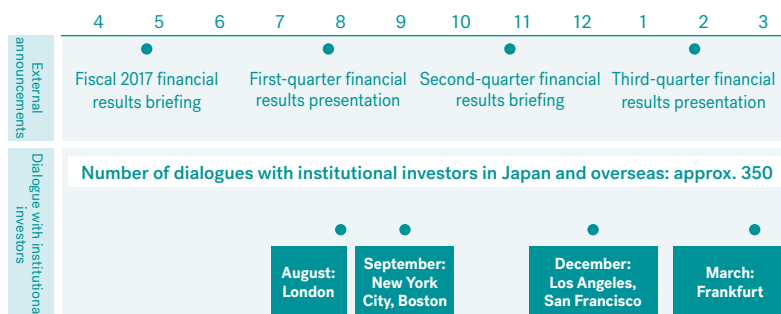 4 5 6 7 8 9 10 11 12 1 2 3
External
announcements
Fiscal 2017 financial
results briefing
First-quarter financial
results presentation
Second-quarter financial
results briefing
Third-quarter financial
results presentation
Dialogue with institutiona
investors
Number of dialogues with institutional investors in Japan and overseas: approx. 350
August:
London
September:
New York
City, Boston
December:
Los Angeles,
San Francisco
March:
Frankfurt